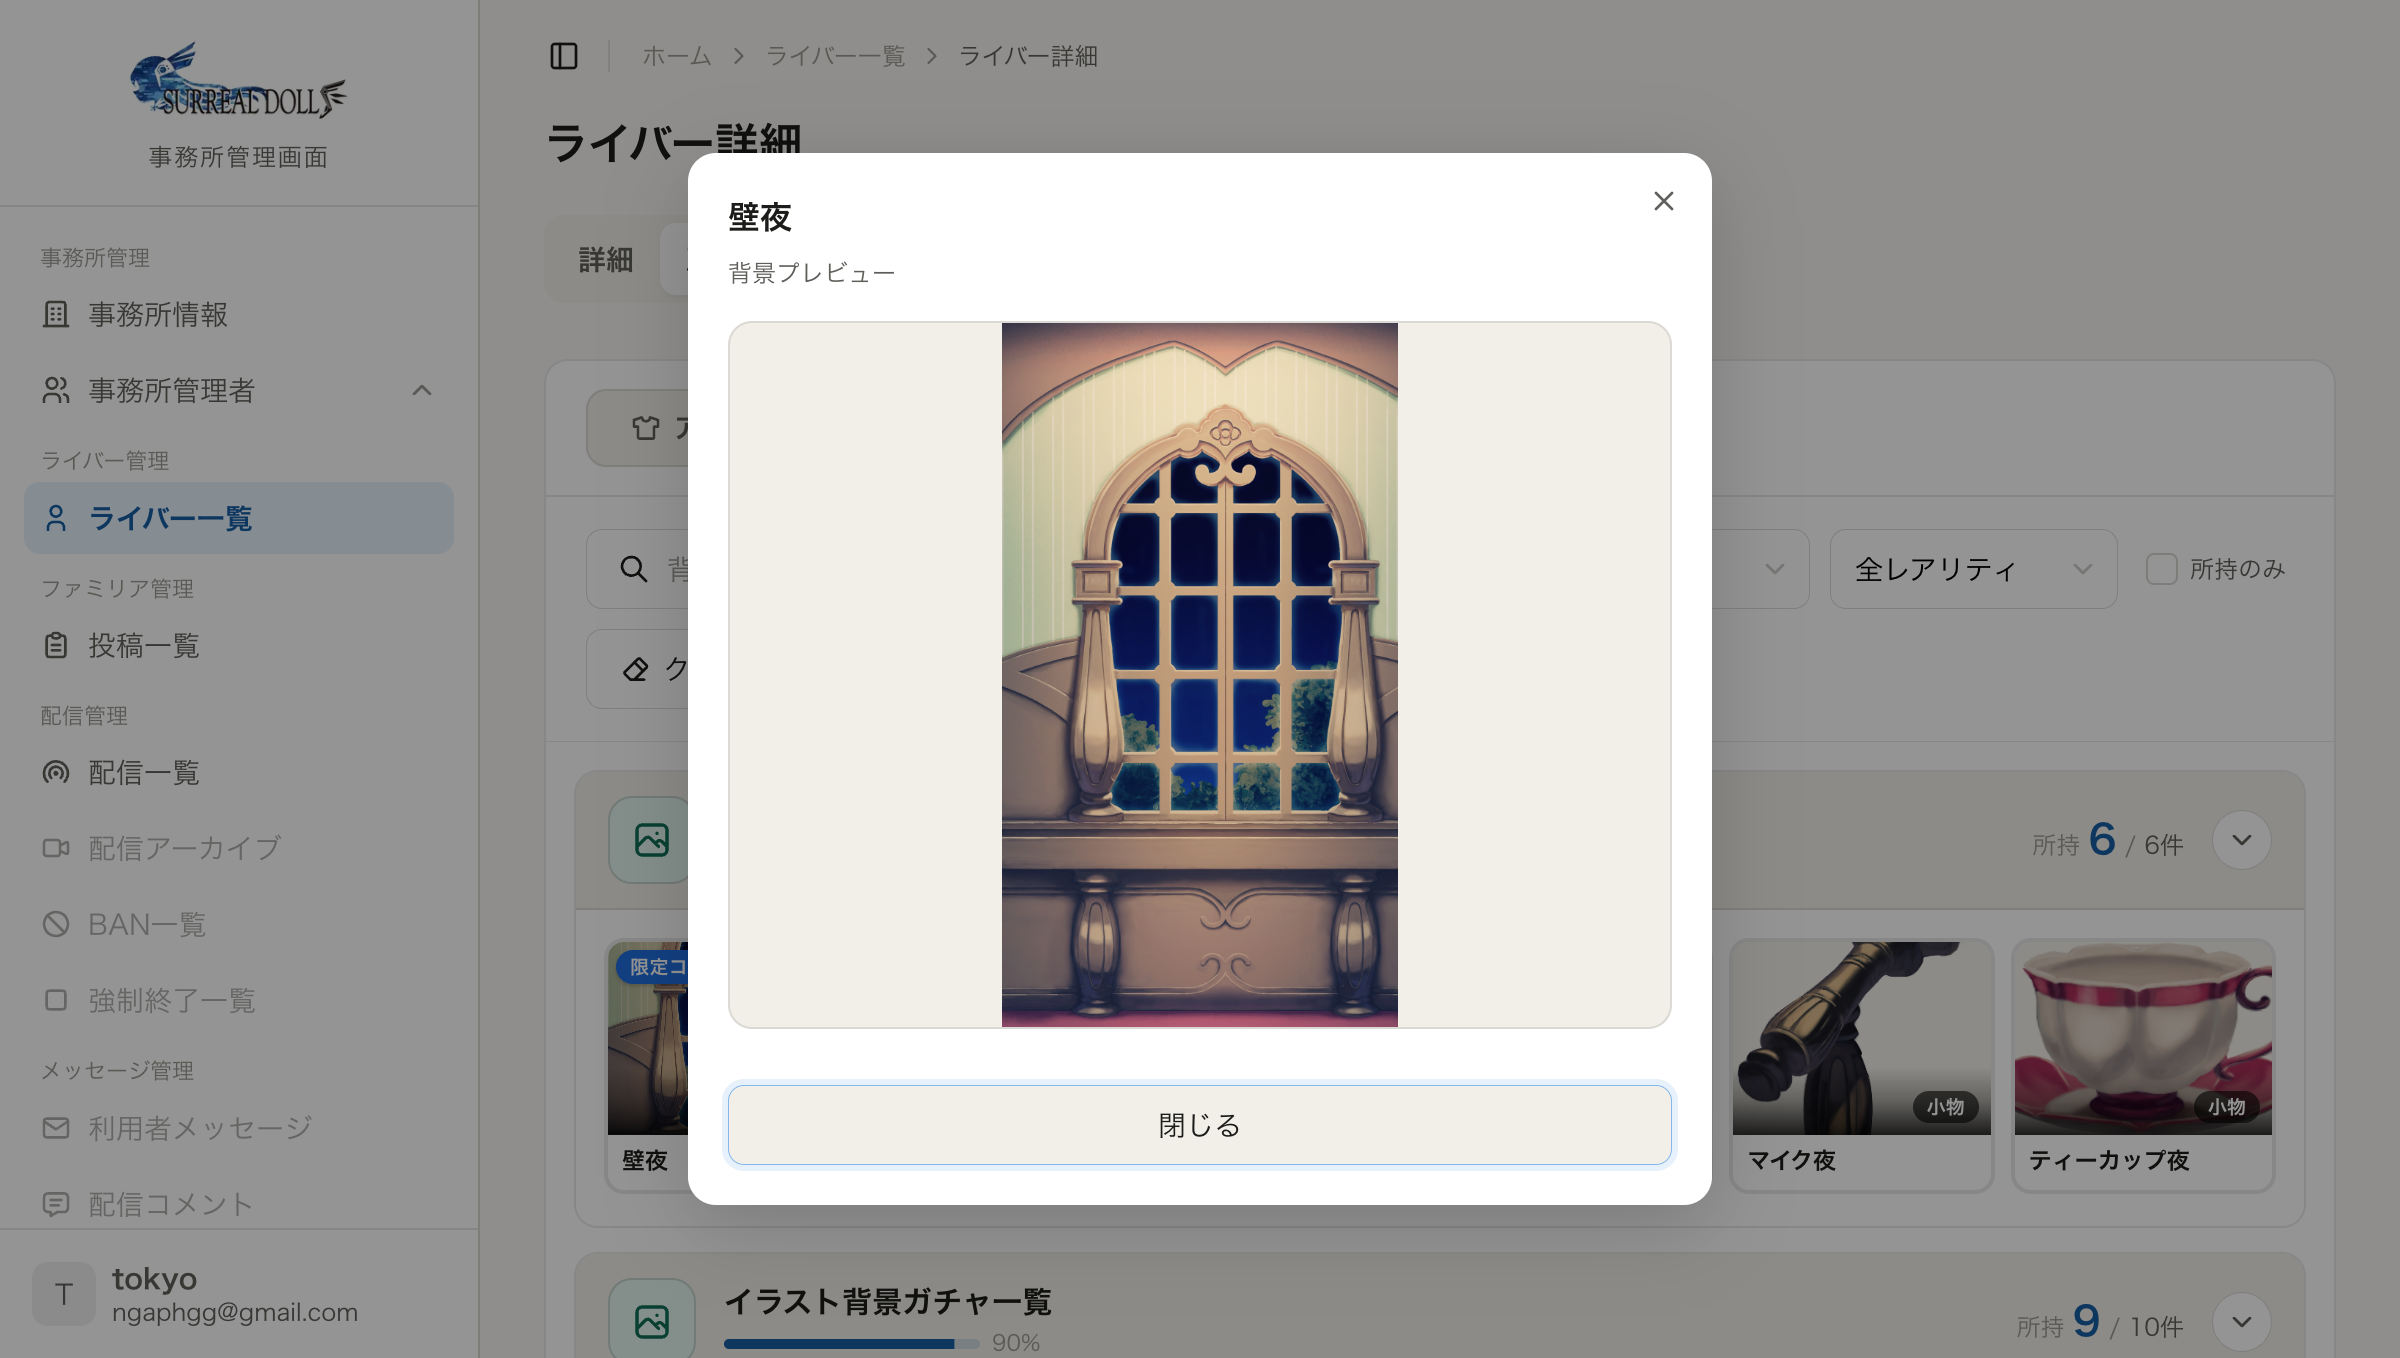 SURREAL DOLL
事務所管理画面
事務所管理
事務所情報
事務所管理者
ライバー管理
ライバー一覧
ファミリア管理
投稿一覧
配信管理
配信一覧
配信アーカイブ
BAN一覧
強制終了一覧
メッセージ管理
利用者メッセージ
配信コメント
T
tokyo
ngaphgg@gmail.com
ホーム
ライバー一覧
ライバー詳細
ライバー詳細
詳細
壁夜
背景プレビュー
閉じる
ア
背
全レアリティ
所持のみ
ク
所持 6 / 6件
限定コ
壁夜
小物
マイク夜
小物
ティーカップ夜
イラスト背景ガチャ一覧
90%
所持 9 / 10件